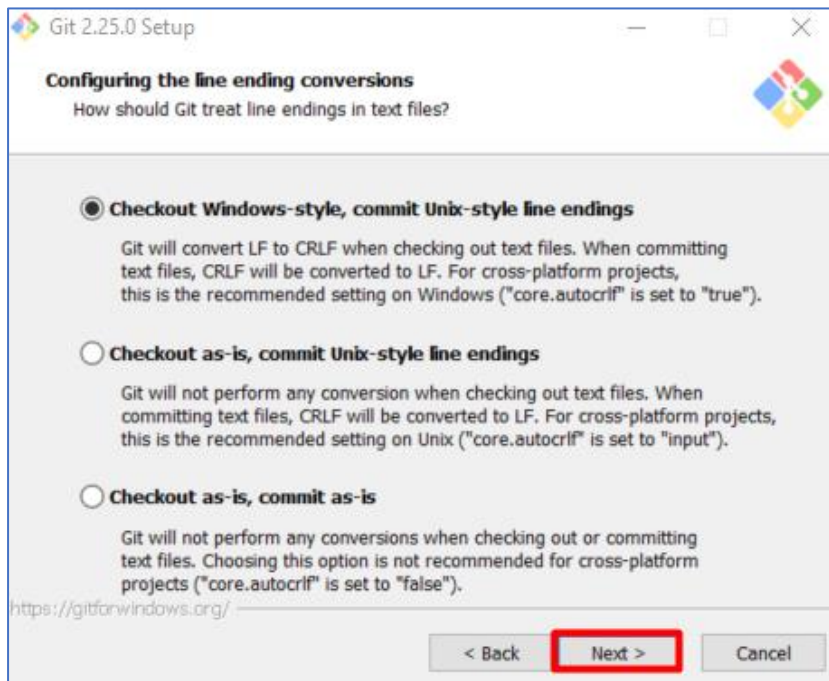 Git 2.25.0 Setup
Configuring the line ending conversions
How should Git treat line endings in text files?
Checkout Windows-style, commit Unix-style line endings
Git will convert LF to CRLF when checking out text files. When committing
text files, CRLF will be converted to LF. For cross-platform projects,
this is the recommended setting on Windows ("core.autocrlf" is set to "true").
Checkout as-is, commit Unix-style line endings
Git will not perform any conversion when checking out text files. When
committing text files, CRLF will be converted to LF. For cross-platform projects,
this is the recommended setting on Unix ("core.autocrlf" is set to "input").
Checkout as-is, commit as-is
Git will not perform any conversions when checking out or committing
text files. Choosing this option is not recommended for cross-platform
projects ("core.autocrlf" is set to "false").
https://gitforwindows.org/
< Back Next > Cancel